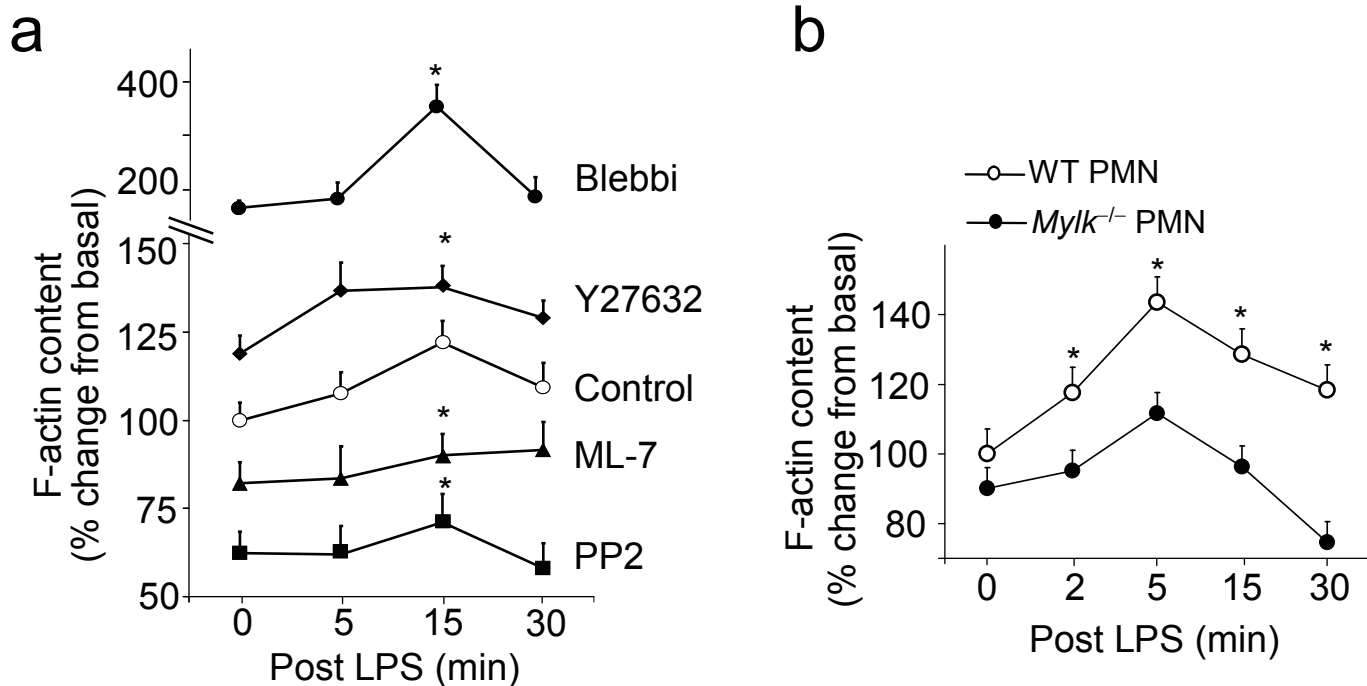 a
400
200
150
125
100
75
50
F-actin content
(% change from basal)
*
Blebbi
*
Y27632
Control
*
ML-7
*
PP2
0 5 15 30
Post LPS (min)
b
WT PMN
Mylk–/– PMN
F-actin content
(% change from basal)
140
120
100
80
*
*
*
*
0 2 5 15 30
Post LPS (min)